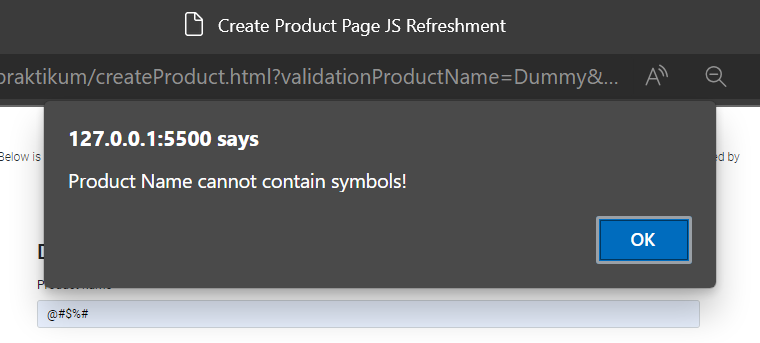 Create Product Page JS Refreshment
praktikum/createProduct.html?validationProductName=Dummy&...
127.0.0.1:5500 says
Below is
ed by
Product Name cannot contain symbols!
OK
Product name
@#$%#